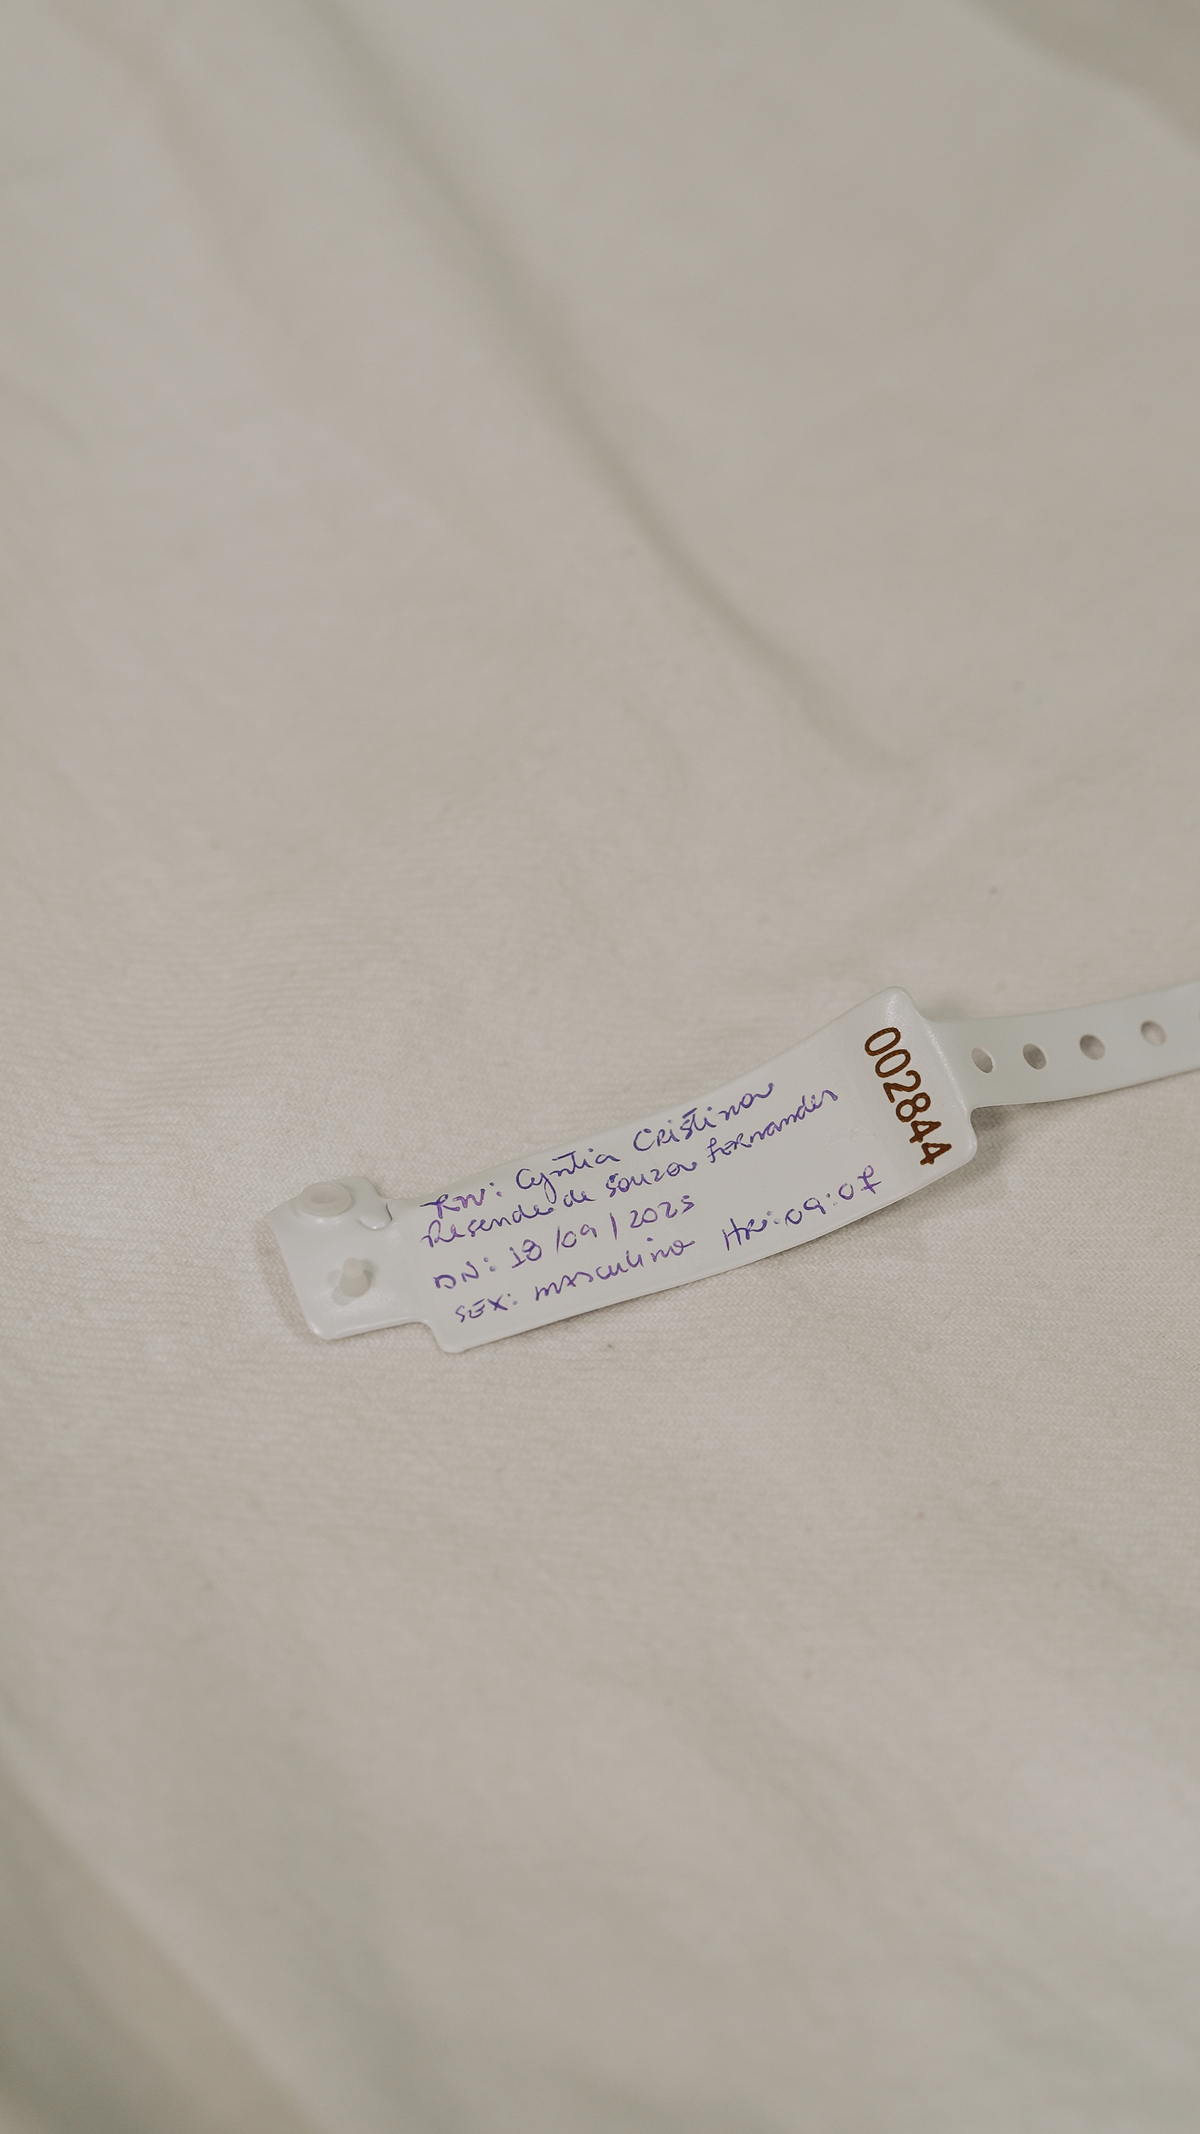 RN: Cyntia Cristina
Resende de Souza Fernandes
DN: 18/09/2025
SEX: masculino HR: 09:07
002844